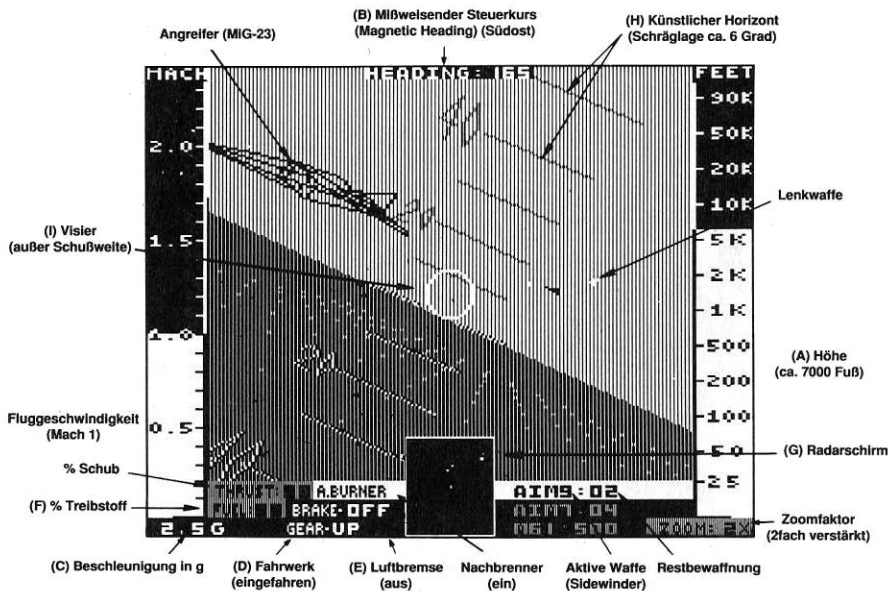 (B) Mißweisender Steuerkurs
(Magnetic Heading) (Südost)
Angreifer (MiG-23)
(H) Künstlicher Horizont
(Schräglage ca. 6 Grad)
MACH
HEADING: 165
FEET
90K
50K
2.0
20K
10K
Lenkwaffe
(I) Visier
(außer Schußweite)
1.5
5K
2K
1K
1.0
500
(A) Höhe
(ca. 7000 Fuß)
200
Fluggeschwindigkeit
(Mach 1)
0.5
100
50
(G) Radarschirm
% Schub
25
THRUST:
A.BURNER
AIM9:02
(F) % Treibstoff
FUEL
BRAKE-OFF
AIM7:04
Zoomfaktor
(2fach verstärkt)
2.5 G
GEAR-UP
M61:500
ZOOM: 2X
(C) Beschleunigung in g
(D) Fahrwerk
(eingefahren)
(E) Luftbremse
(aus)
Nachbrenner
(ein)
Aktive Waffe
(Sidewinder)
Restbewaffnung